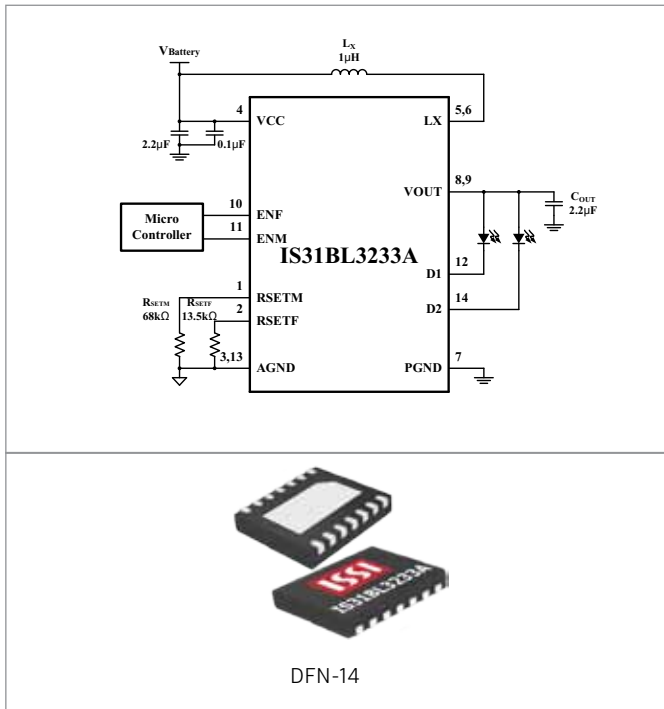 VBattery
LX
1μH
4
VCC
5,6
LX
2.2μF
0.1μF
8,9
VOUT
COUT
2.2μF
Micro
Controller
10
ENF
11
ENM
IS31BL3233A
12
D1
1
RSETM
RSETM
68kΩ
RSETF
13.5kΩ
2
RSETF
14
D2
3,13
AGND
7
PGND
ISSI
IS31BL3233A
DFN-14